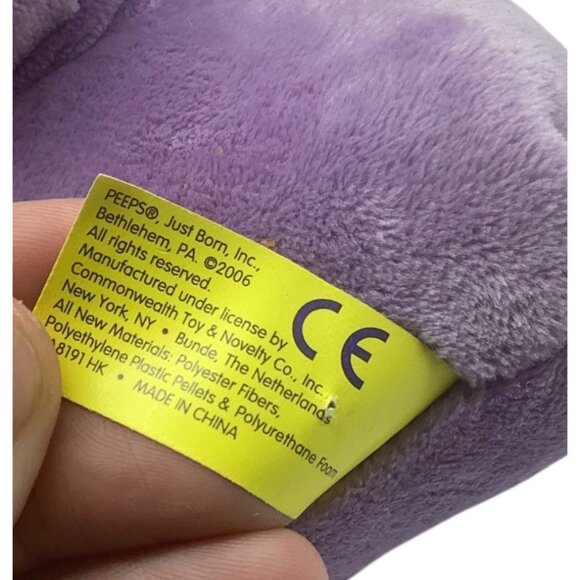 PEEPS®, Just Born, Inc.,
Bethlehem, PA. ©2006
All rights reserved.
Manufactured under license by
Commonwealth Toy & Novelty Co., Inc.
New York, NY • Bunde, The Netherlands
All New Materials: Polyester Fibers,
Polyethylene Plastic Pellets & Polyurethane Foam
A8191 HK • • MADE IN CHINA
CE